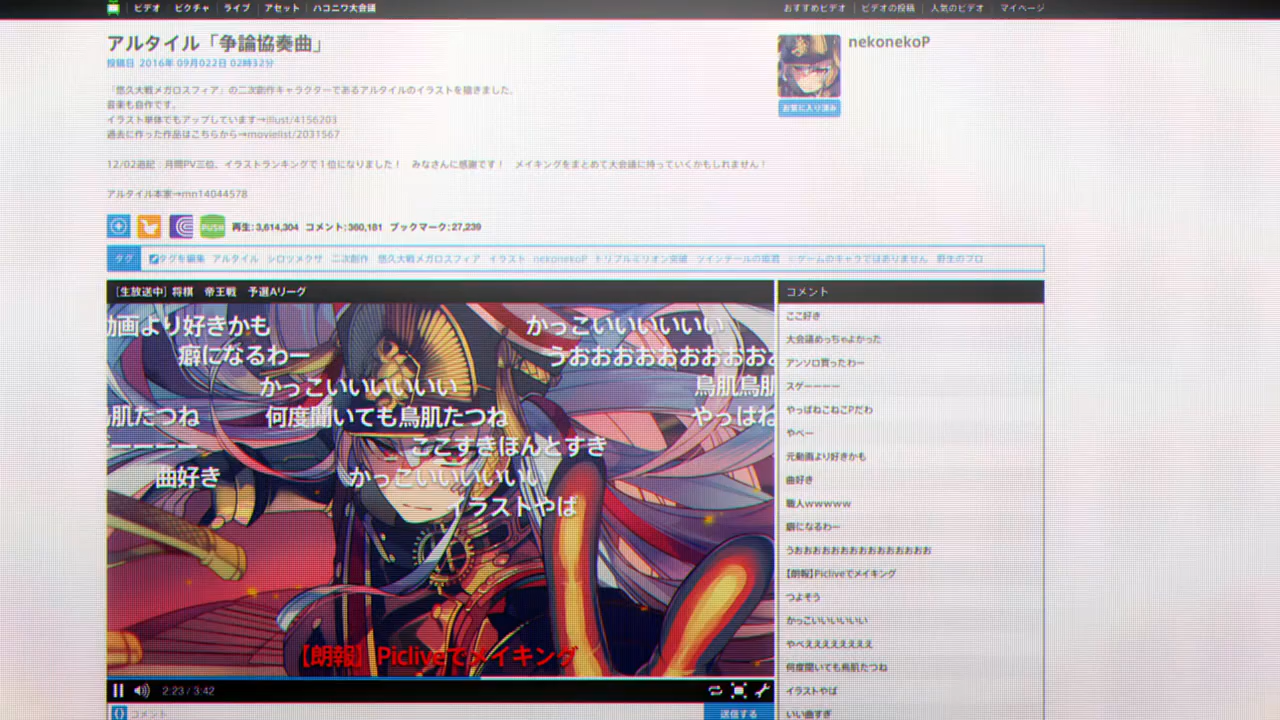 ビデオ ピクチャ ライブ アセット ハコニワ大会議
おすすめビデオ ビデオの投稿 人気のビデオ マイページ
アルタイル「争論協奏曲」
投稿日 2016年 09月022日 02時32分
nekonekoP
お気に入り済み
「悠久大戦メガロスフィア」の二次創作キャラクターであるアルタイルのイラストを描きました。
音楽も自作です。
イラスト単体でもアップしています→illust/4156203
過去に作った作品はこちらから→movielist/2031567
12/02追記：月間PV三位、イラストランキングで１位になりました！ みなさんに感謝です！ メイキングをまとめて大会議に持っていくかもしれません！
アルタイル本家→mn14044578
PUSH 再生:3,614,304 コメント:360,181 ブックマーク:27,239
タグ タグを編集 アルタイル シロツメクサ 二次創作 悠久大戦メガロスフィア イラスト nekonekoP トリプルミリオン突破 ツインテールの姫君 ※ゲームのキャラではありません 野生のプロ
[生放送中] 将棋 帝王戦 予選Aリーグ
動画より好きかも
かっこいいいいいい
癖になるわー
うおおおおおおおおおお
かっこいいいいいい
鳥肌鳥肌
鳥肌たつね
何度聞いても鳥肌たつね
やっぱね
ーーーーー
ここすきほんとすき
曲好き
かっこいいいいいい
イラストやば
【朗報】Picliveでメイキング
2:23 / 3:42
コメント
送信する
コメント
ここ好き
大会議めっちゃよかった
アンソロ買ったわー
スゲーーーー
やっぱねこねこPだわ
やべー
元動画より好きかも
曲好き
職人wwwww
癖になるわー
うおおおおおおおおおおおおおおお
【朗報】Picliveでメイキング
つよそう
かっこいいいいいい
やべえええええええ
何度聞いても鳥肌たつね
イラストやば
いい曲すぎ